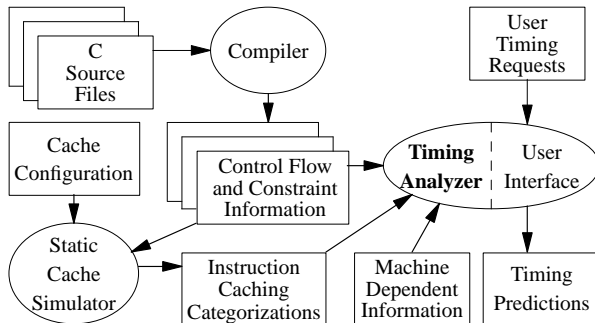 C
Source
Files
Compiler
User
Timing
Requests
Cache
Configuration
Control Flow
and Constraint
Information
Timing
Analyzer
User
Interface
Static
Cache
Simulator
Instruction
Caching
Categorizations
Machine
Dependent
Information
Timing
Predictions